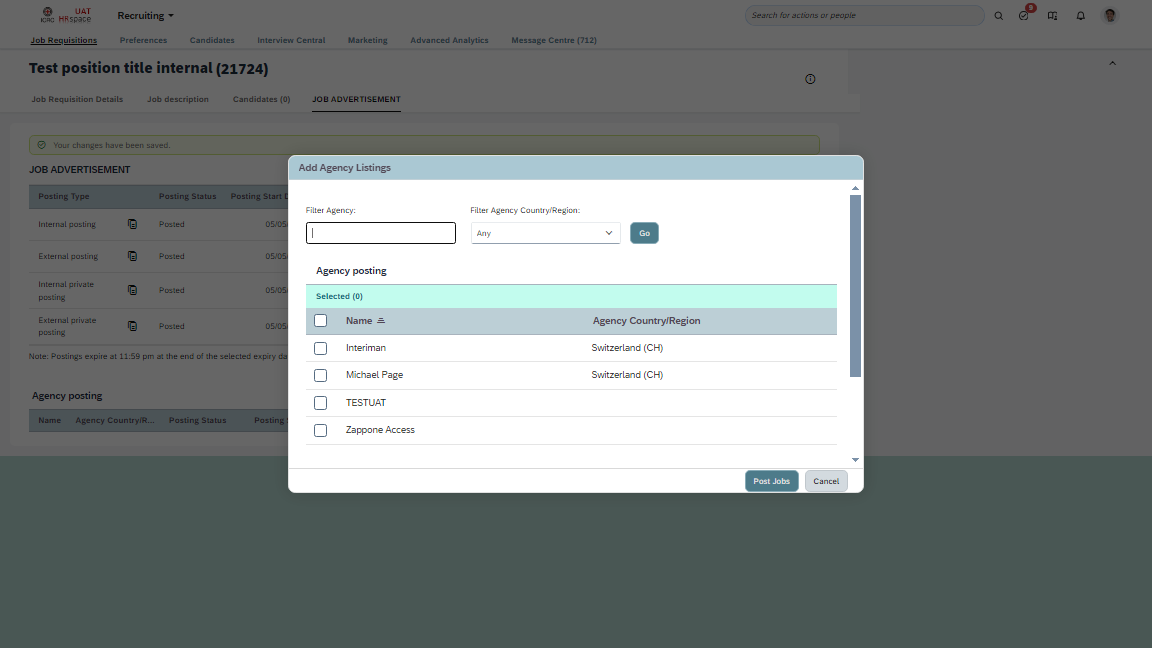 ICRC
UAT
HRspace
Recruiting
Search for actions or people
9
Job Requisitions
Preferences
Candidates
Interview Central
Marketing
Advanced Analytics
Message Centre (712)
Test position title internal (21724)
Job Requisition Details
Job description
Candidates (0)
JOB ADVERTISEMENT
Your changes have been saved.
JOB ADVERTISEMENT
Posting Type
Posting Status
Posting Start D
Internal posting
Posted
05/05/
External posting
Posted
05/05/
Internal private
posting
Posted
05/05/
External private
posting
Posted
05/05/
Note: Postings expire at 11:59 pm at the end of the selected expiry da
Agency posting
Name
Agency Country/R...
Posting Status
Posting
Add Agency Listings
Filter Agency:
Filter Agency Country/Region:
Any
Go
Agency posting
Selected (0)
Name
Agency Country/Region
Interiman
Switzerland (CH)
Michael Page
Switzerland (CH)
TESTUAT
Zappone Access
Post Jobs
Cancel